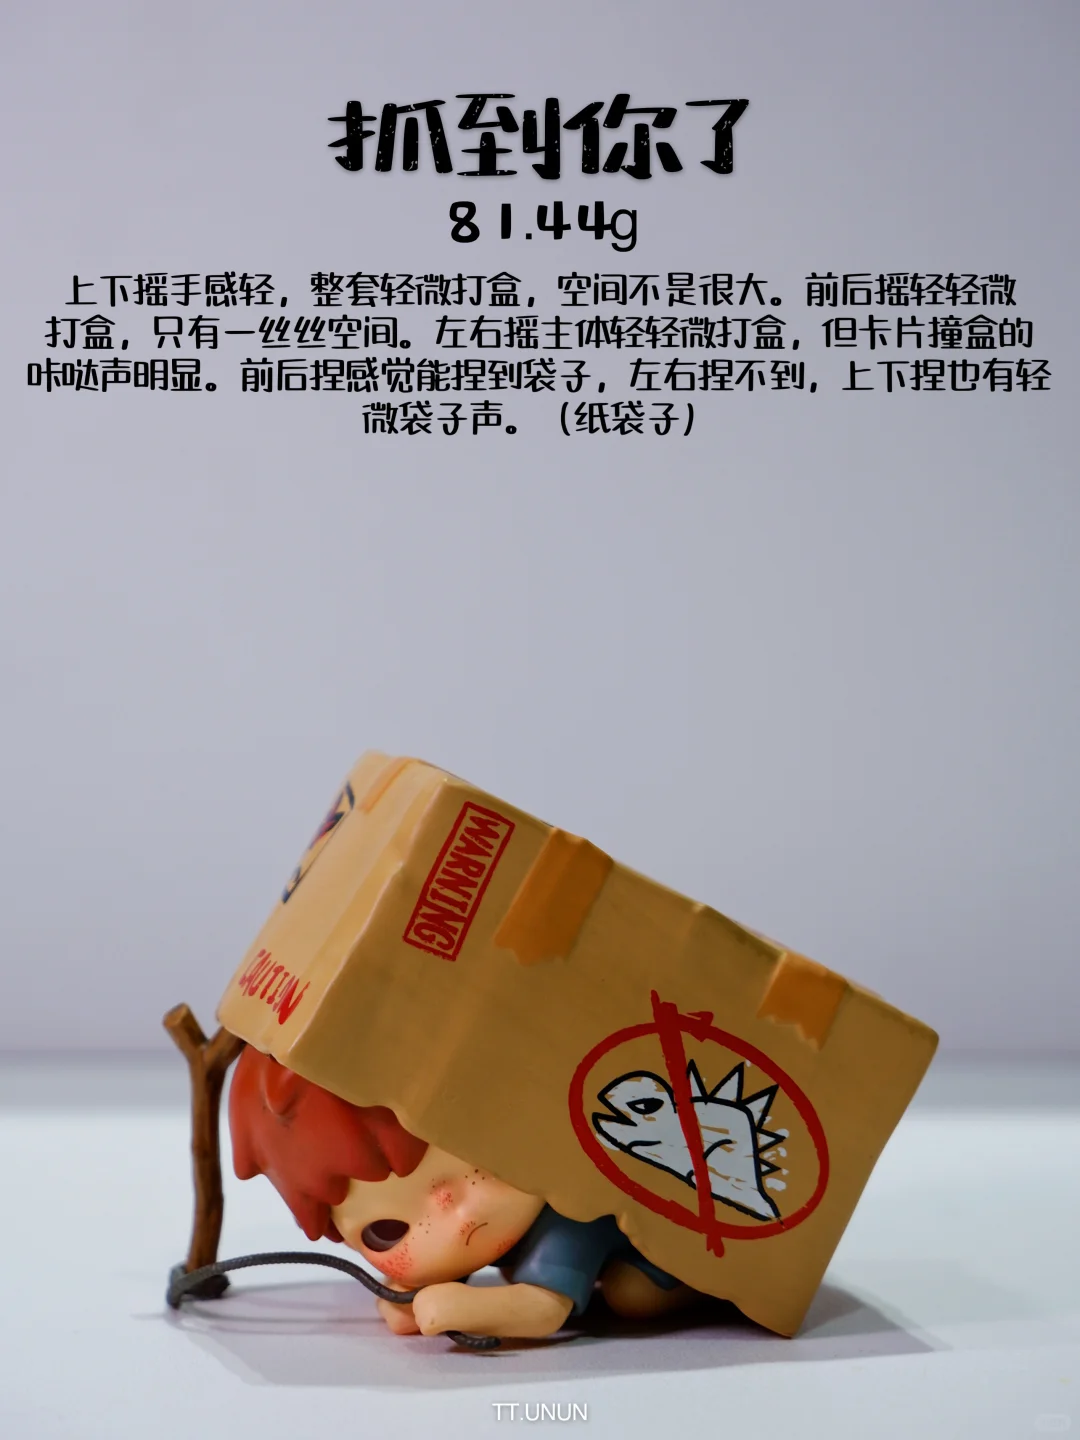 抓到你了
81.44g
上下摇手感轻，整套轻微打盒，空间不是很大。前后摇轻轻微
打盒，只有一丝丝空间。左右摇主体轻轻微打盒，但卡片撞盒的
咔哒声明显。前后捏感觉能捏到袋子，左右捏不到，上下捏也有轻
微袋子声。（纸袋子）
WARNING
CAUTION
TT.UNUN